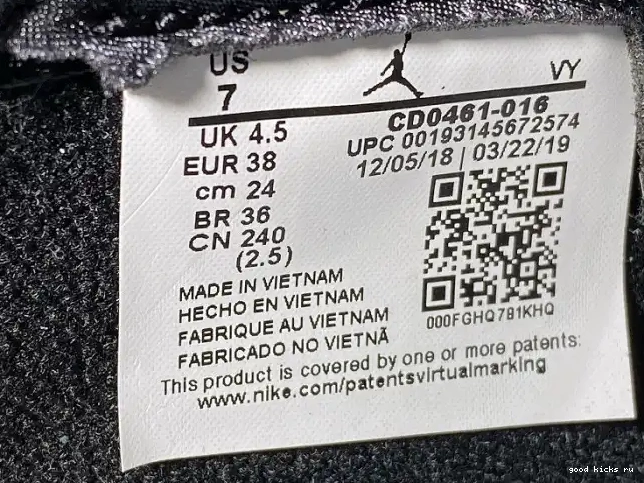 US
7
VY
UK 4.5
EUR 38
cm 24
BR 36
CN 240
(2.5)
CD0461-016
UPC 00193145672574
12/05/18 | 03/22/19
000FGHQ781KHQ
MADE IN VIETNAM
HECHO EN VIETNAM
FABRIQUE AU VIETNAM
FABRICADO NO VIETNÃ
This product is covered by one or more patents:
www.nike.com/patentsvirtualmarking
good kicks ru